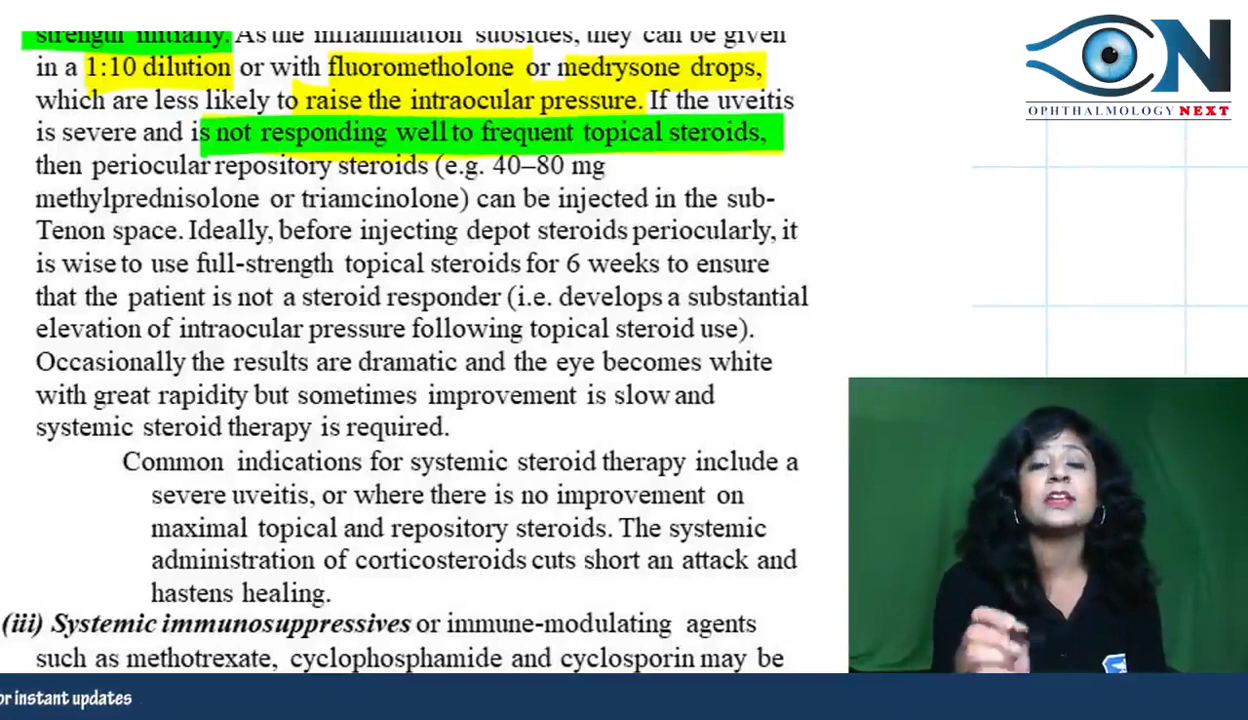 strength initially. As the inflammation subsides, they can be given
in a 1:10 dilution or with fluorometholone or medrysone drops,
which are less likely to raise the intraocular pressure. If the uveitis
is severe and is not responding well to frequent topical steroids,
then periocular repository steroids (e.g. 40–80 mg
methylprednisolone or triamcinolone) can be injected in the sub-
Tenon space. Ideally, before injecting depot steroids periocularly, it
is wise to use full-strength topical steroids for 6 weeks to ensure
that the patient is not a steroid responder (i.e. develops a substantial
elevation of intraocular pressure following topical steroid use).
Occasionally the results are dramatic and the eye becomes white
with great rapidity but sometimes improvement is slow and
systemic steroid therapy is required.
Common indications for systemic steroid therapy include a
severe uveitis, or where there is no improvement on
maximal topical and repository steroids. The systemic
administration of corticosteroids cuts short an attack and
hastens healing.
(iii) Systemic immunosuppressives or immune-modulating agents
such as methotrexate, cyclophosphamide and cyclosporin may be
ON
OPHTHALMOLOGY NEXT
or instant updates